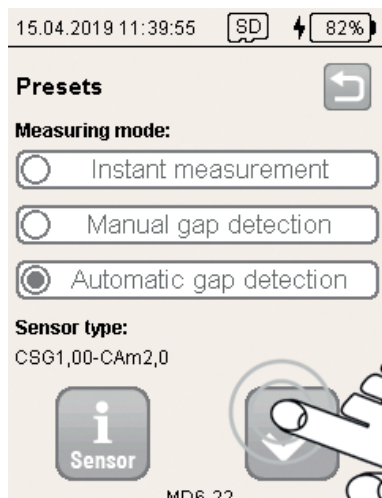 15.04.2019 11:39:55 SD 82%
Presets
Measuring mode:
Instant measurement
Manual gap detection
Automatic gap detection
Sensor type:
CSG1,00-CAm2,0
i
Sensor
MD6-22